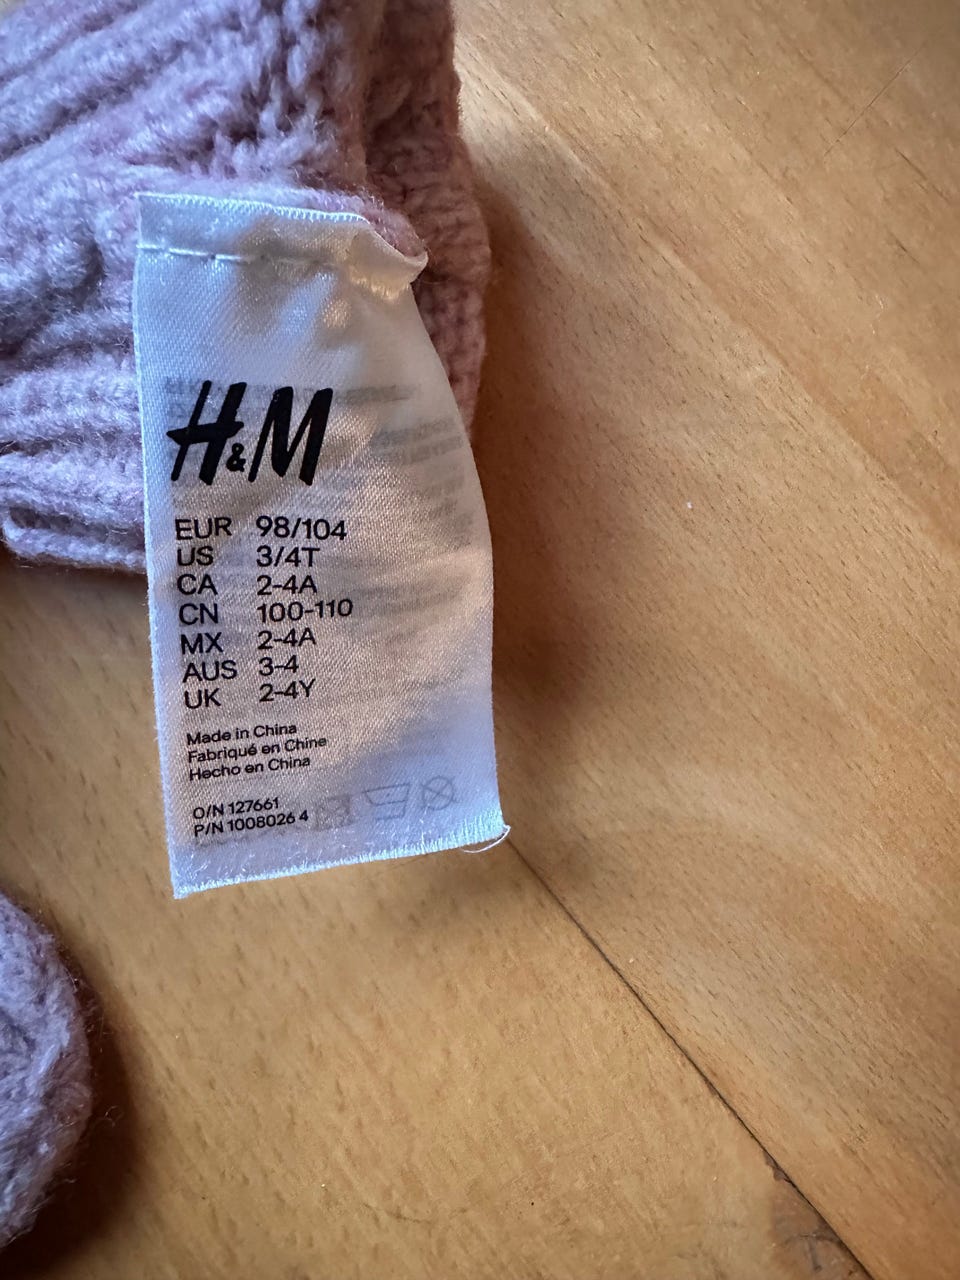 H&M
EUR 98/104
US 3/4T
CA 2-4A
CN 100-110
MX 2-4A
AUS 3-4
UK 2-4Y
Made in China
Fabriqué en Chine
Hecho en China
O/N 127661
P/N 1008026 4